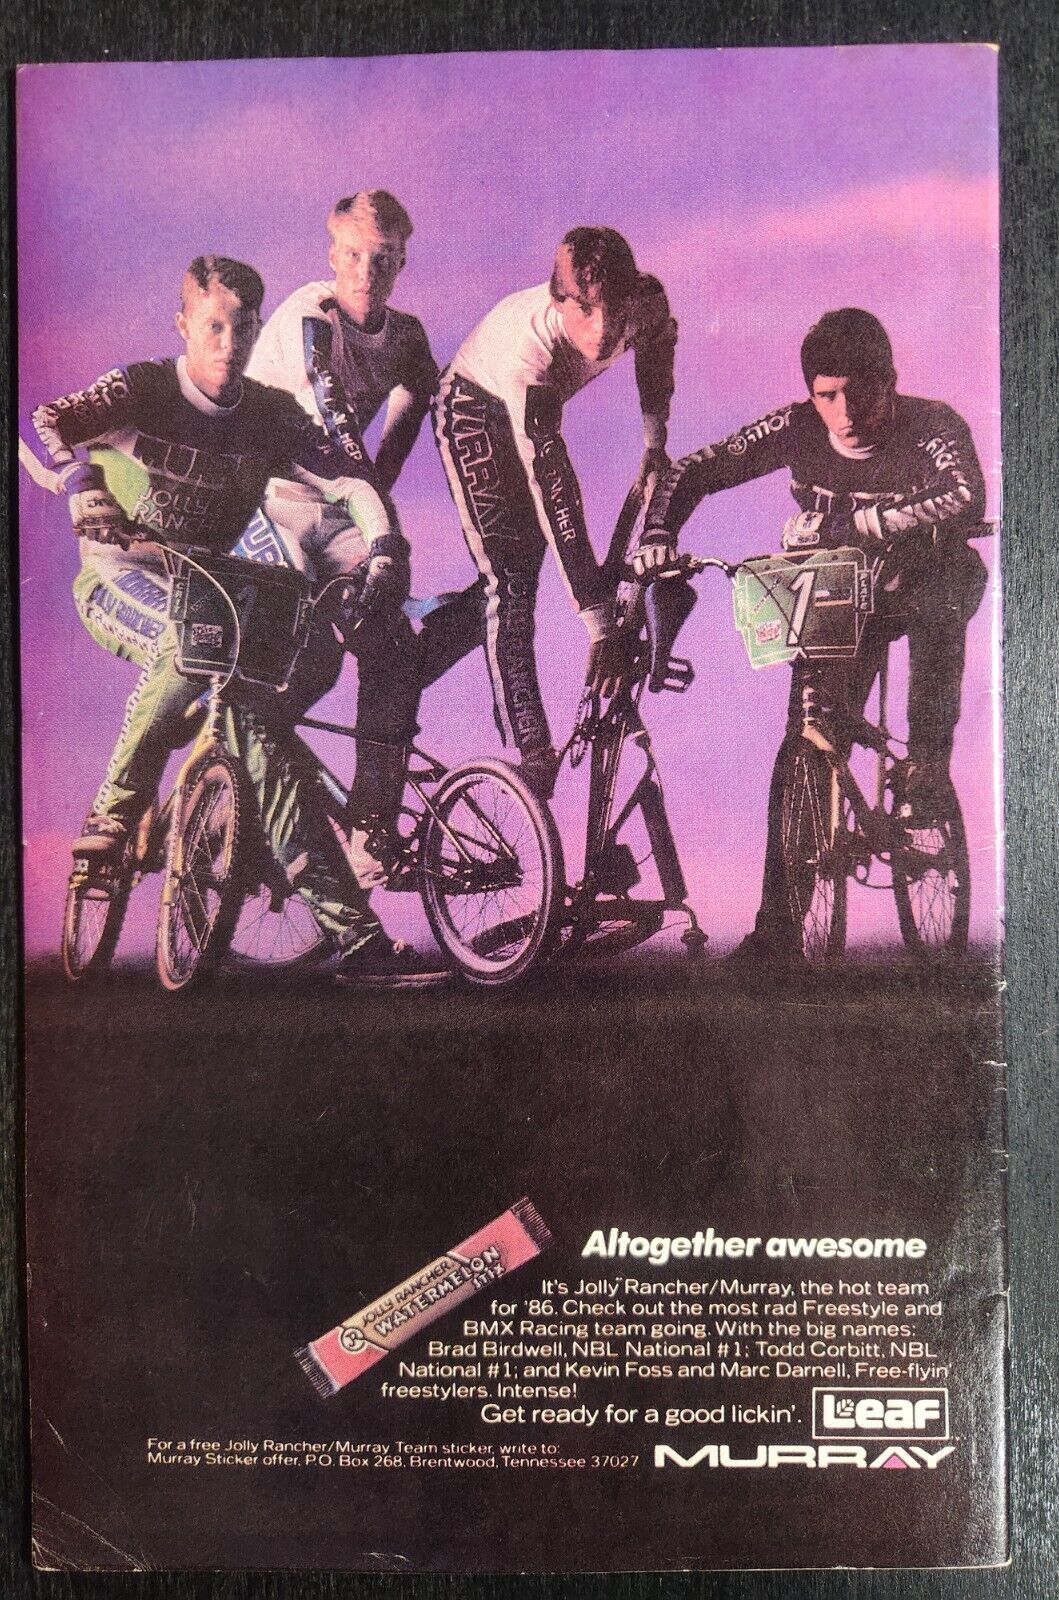 JOLLY
RANCHER
MURRAY
JOLLY RANCHER
1
JOLLY RANCHER
WATERMELON
STIX
Altogether awesome
It's Jolly Rancher/Murray, the hot team
for '86. Check out the most rad Freestyle and
BMX Racing team going. With the big names:
Brad Birdwell, NBL National #1; Todd Corbitt, NBL
National #1; and Kevin Foss and Marc Darnell, Free-flyin'
freestylers. Intense!
Get ready for a good lickin'.
Leaf
For a free Jolly Rancher/Murray Team sticker, write to:
Murray Sticker offer, P.O. Box 268, Brentwood, Tennessee 37027
MURRAY